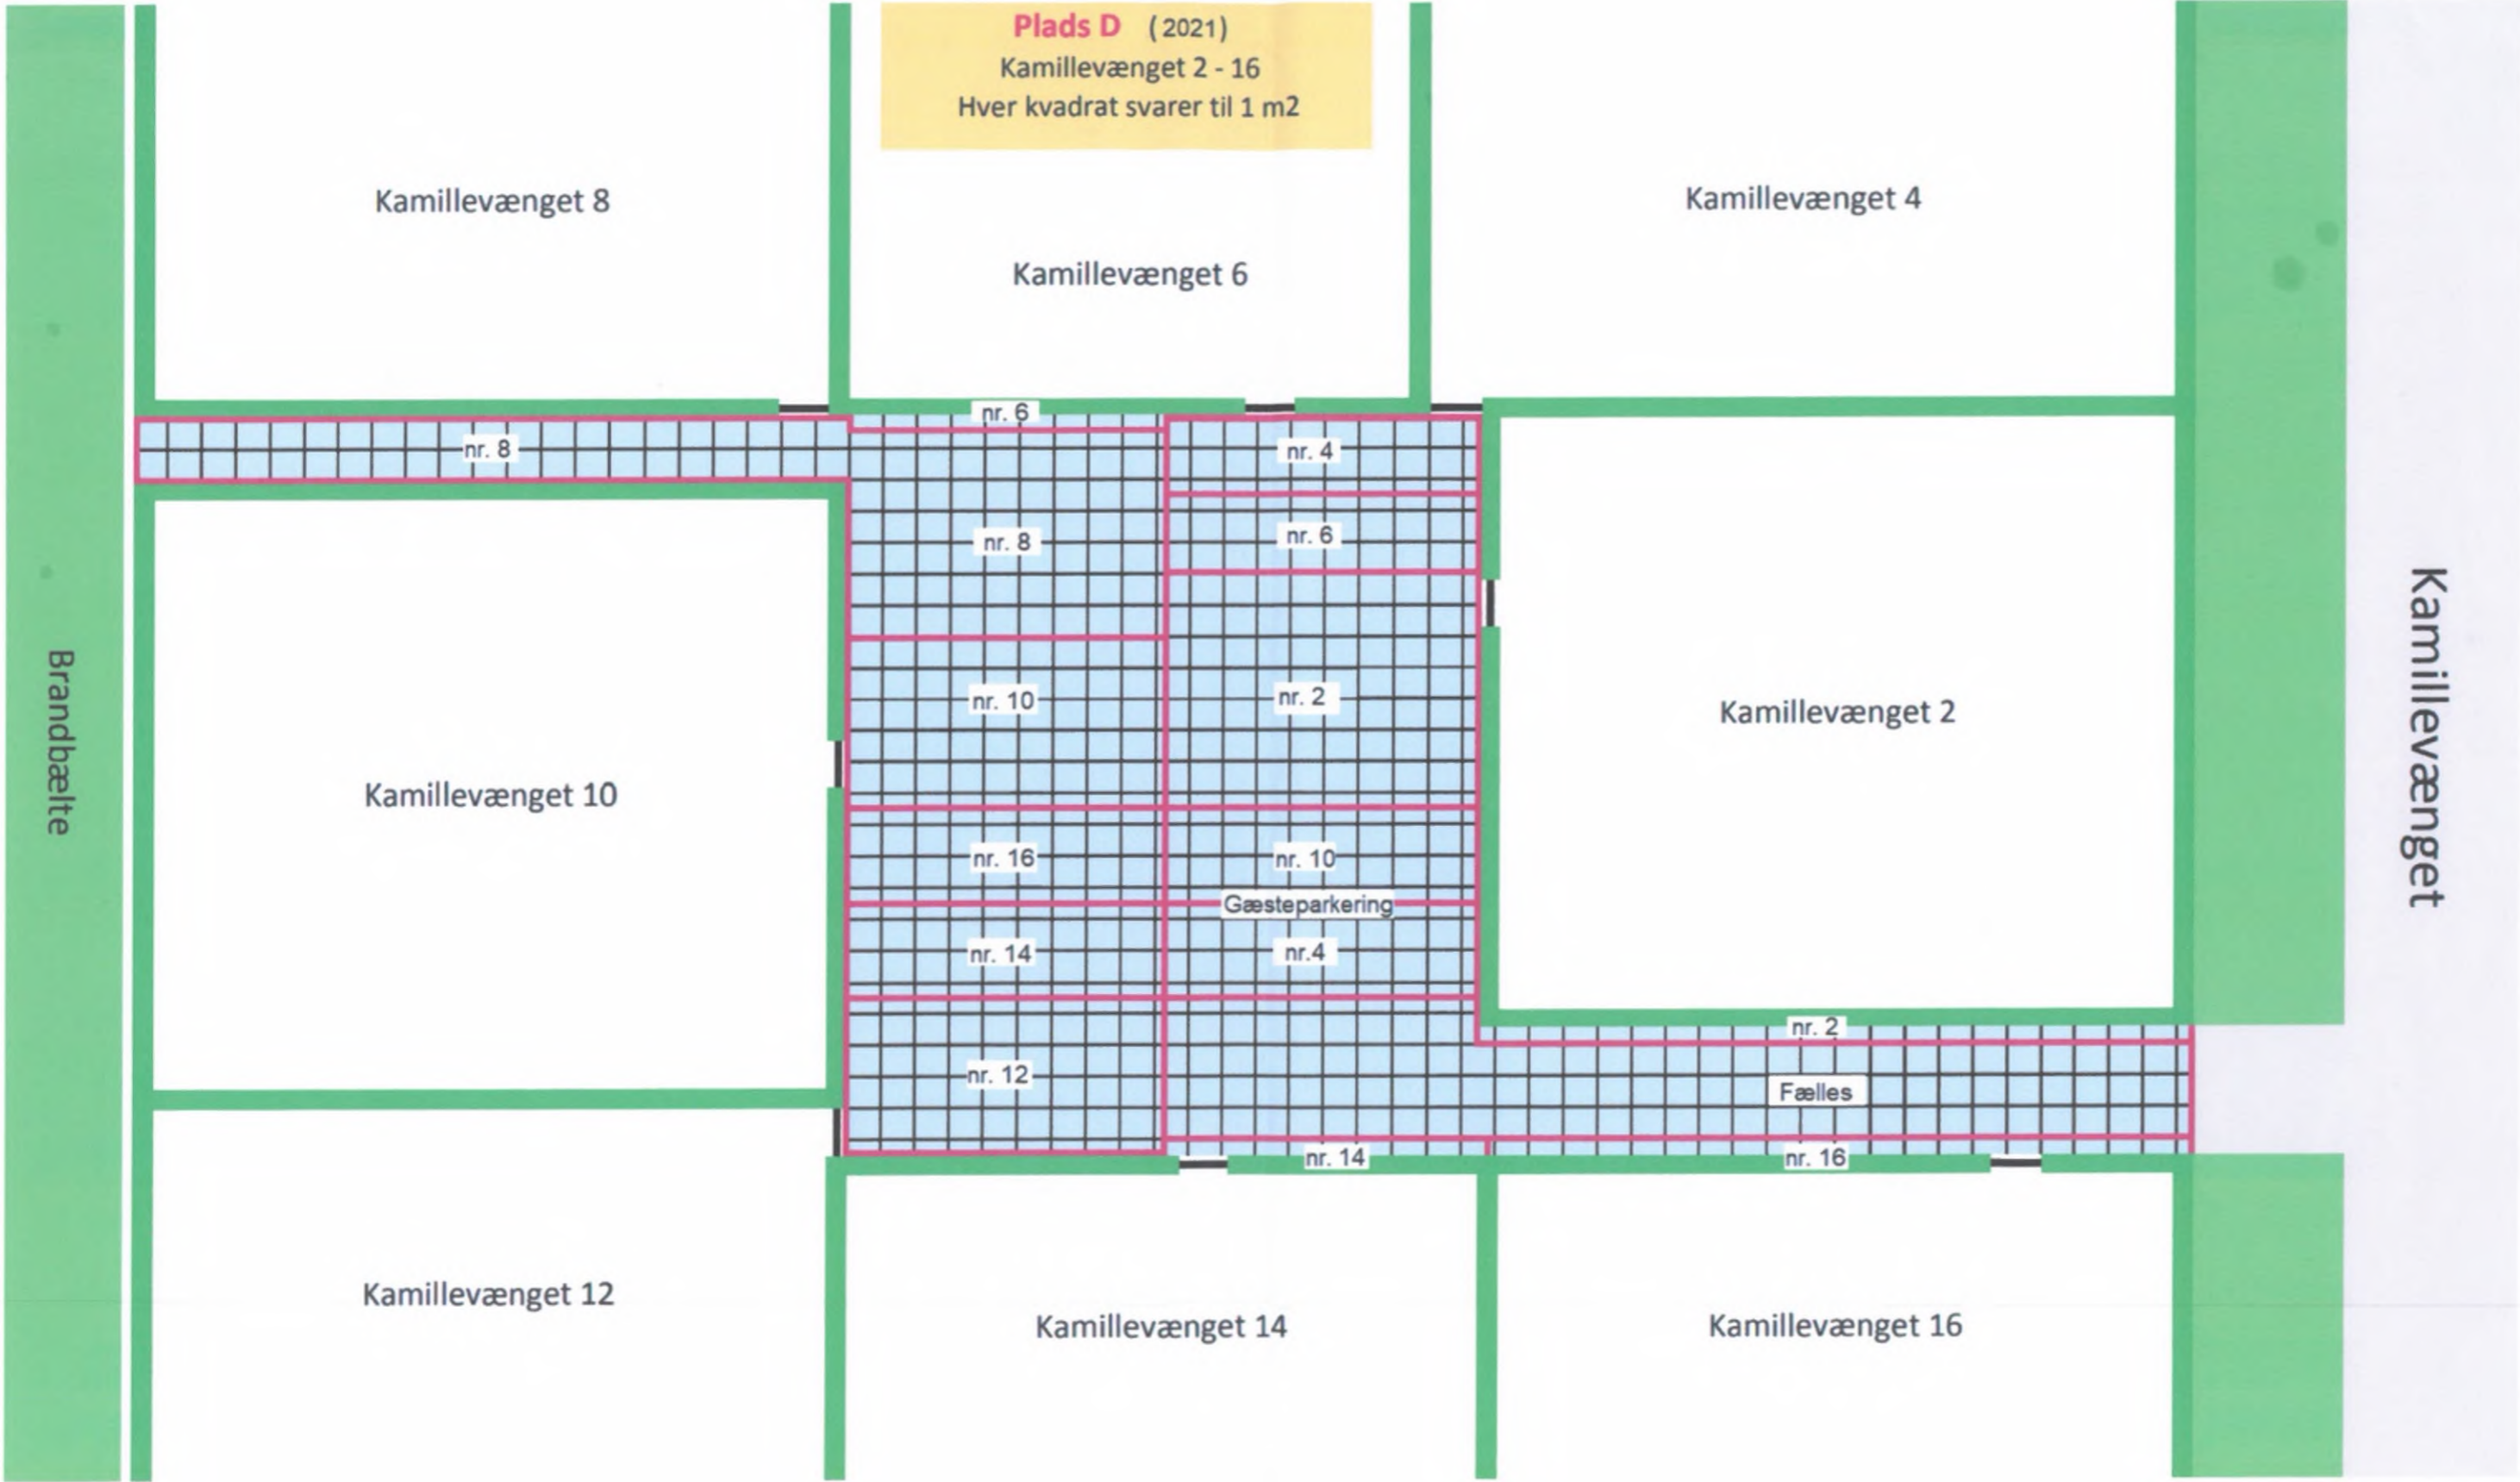 Plads D (2021)
Kamillevænget 2 - 16
Hver kvadrat svarer til 1 m2
Kamillevænget 8
Kamillevænget 6
Kamillevænget 4
nr. 6
nr. 8
nr. 4
nr. 8
nr. 6
nr. 10
nr. 2
Kamillevænget 2
Kamillevænget
Brandbælte
Kamillevænget 10
nr. 16
nr. 10
Gæsteparkering
nr. 14
nr.4
nr. 2
nr. 12
Fælles
nr. 14
nr. 16
Kamillevænget 12
Kamillevænget 14
Kamillevænget 16